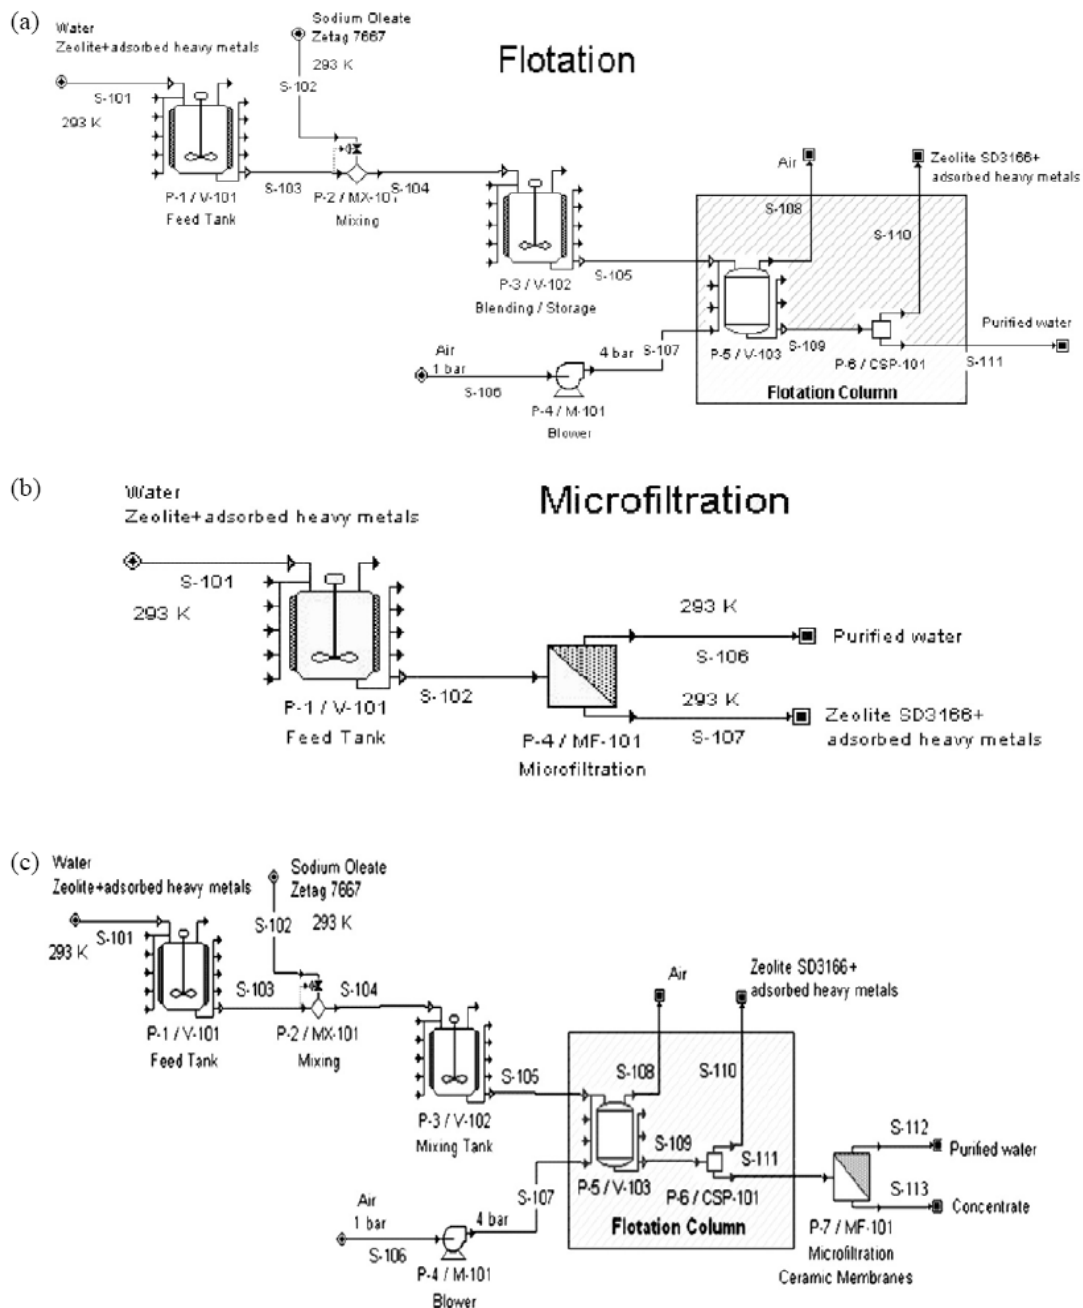 (a)
Water
Zeolite+adsorbed heavy metals
Sodium Oleate
Zetag 7667
293 K
S-102
Flotation
S-101
293 K
S-103
S-104
P-1 / V-101
Feed Tank
P-2 / MX-101
Mixing
Air
Zeolite SD3166+
adsorbed heavy metals
S-108
S-110
S-105
P-3 / V-102
Blending / Storage
Purified water
Air
1 bar
S-106
4 bar
S-107
P-5 / V-103
S-109
P-6 / CSP-101
S-111
Flotation Column
P-4 / M-101
Blower
(b)
Water
Zeolite+adsorbed heavy metals
Microfiltration
S-101
293 K
293 K
Purified water
S-106
S-102
293 K
S-107
Zeolite SD3166+
adsorbed heavy metals
P-1 / V-101
Feed Tank
P-4 / MF-101
Microfiltration
(c)
Water
Zeolite+adsorbed heavy metals
Sodium Oleate
Zetag 7667
293 K
S-102
S-101
293 K
S-103
S-104
P-1 / V-101
Feed Tank
P-2 / MX-101
Mixing
Air
Zeolite SD3166+
adsorbed heavy metals
S-108
S-110
S-105
P-3 / V-102
Mixing Tank
S-109
S-111
S-112
Purified water
S-113
Concentrate
S-107
P-5 / V-103
P-6 / CSP-101
Flotation Column
P-7 / MF-101
Microfiltration
Ceramic Membranes
Air
1 bar
S-106
4 bar
P-4 / M-101
Blower